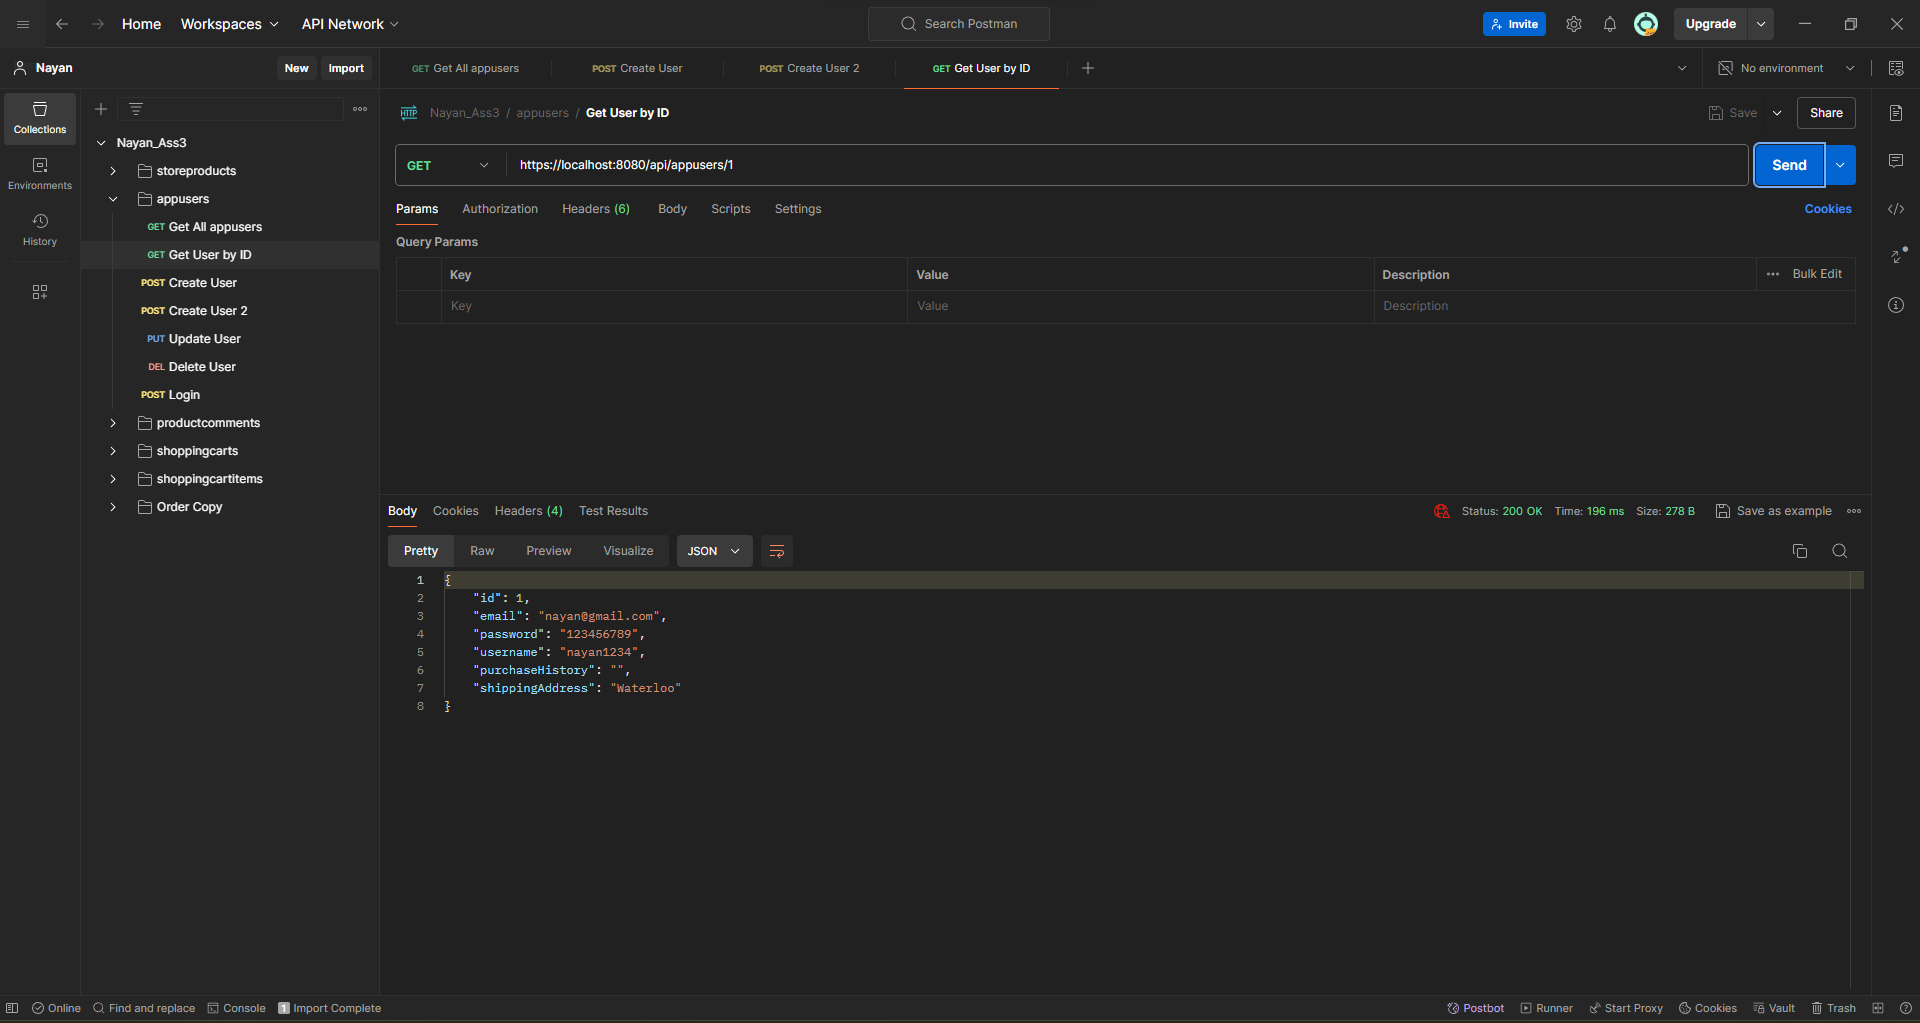 Home Workspaces API Network Search Postman Invite Upgrade
Nayan New Import GET Get All appusers POST Create User POST Create User 2 GET Get User by ID No environment
Collections
Environments
History
Nayan_Ass3
storeproducts
appusers
GET Get All appusers
GET Get User by ID
POST Create User
POST Create User 2
PUT Update User
DEL Delete User
POST Login
productcomments
shoppingcarts
shoppingcartitems
Order Copy
HTTP Nayan_Ass3 / appusers / Get User by ID Save Share
GET https://localhost:8080/api/appusers/1 Send
Params Authorization Headers (6) Body Scripts Settings Cookies
Query Params
Key Value Description Bulk Edit
Key Value Description
Body Cookies Headers (4) Test Results Status: 200 OK Time: 196 ms Size: 278 B Save as example
Pretty Raw Preview Visualize JSON
1 {
2 "id": 1,
3 "email": "nayan@gmail.com",
4 "password": "123456789",
5 "username": "nayan1234",
6 "purchaseHistory": "",
7 "shippingAddress": "Waterloo"
8 }
Online Find and replace Console 1 Import Complete Postbot Runner Start Proxy Cookies Vault Trash